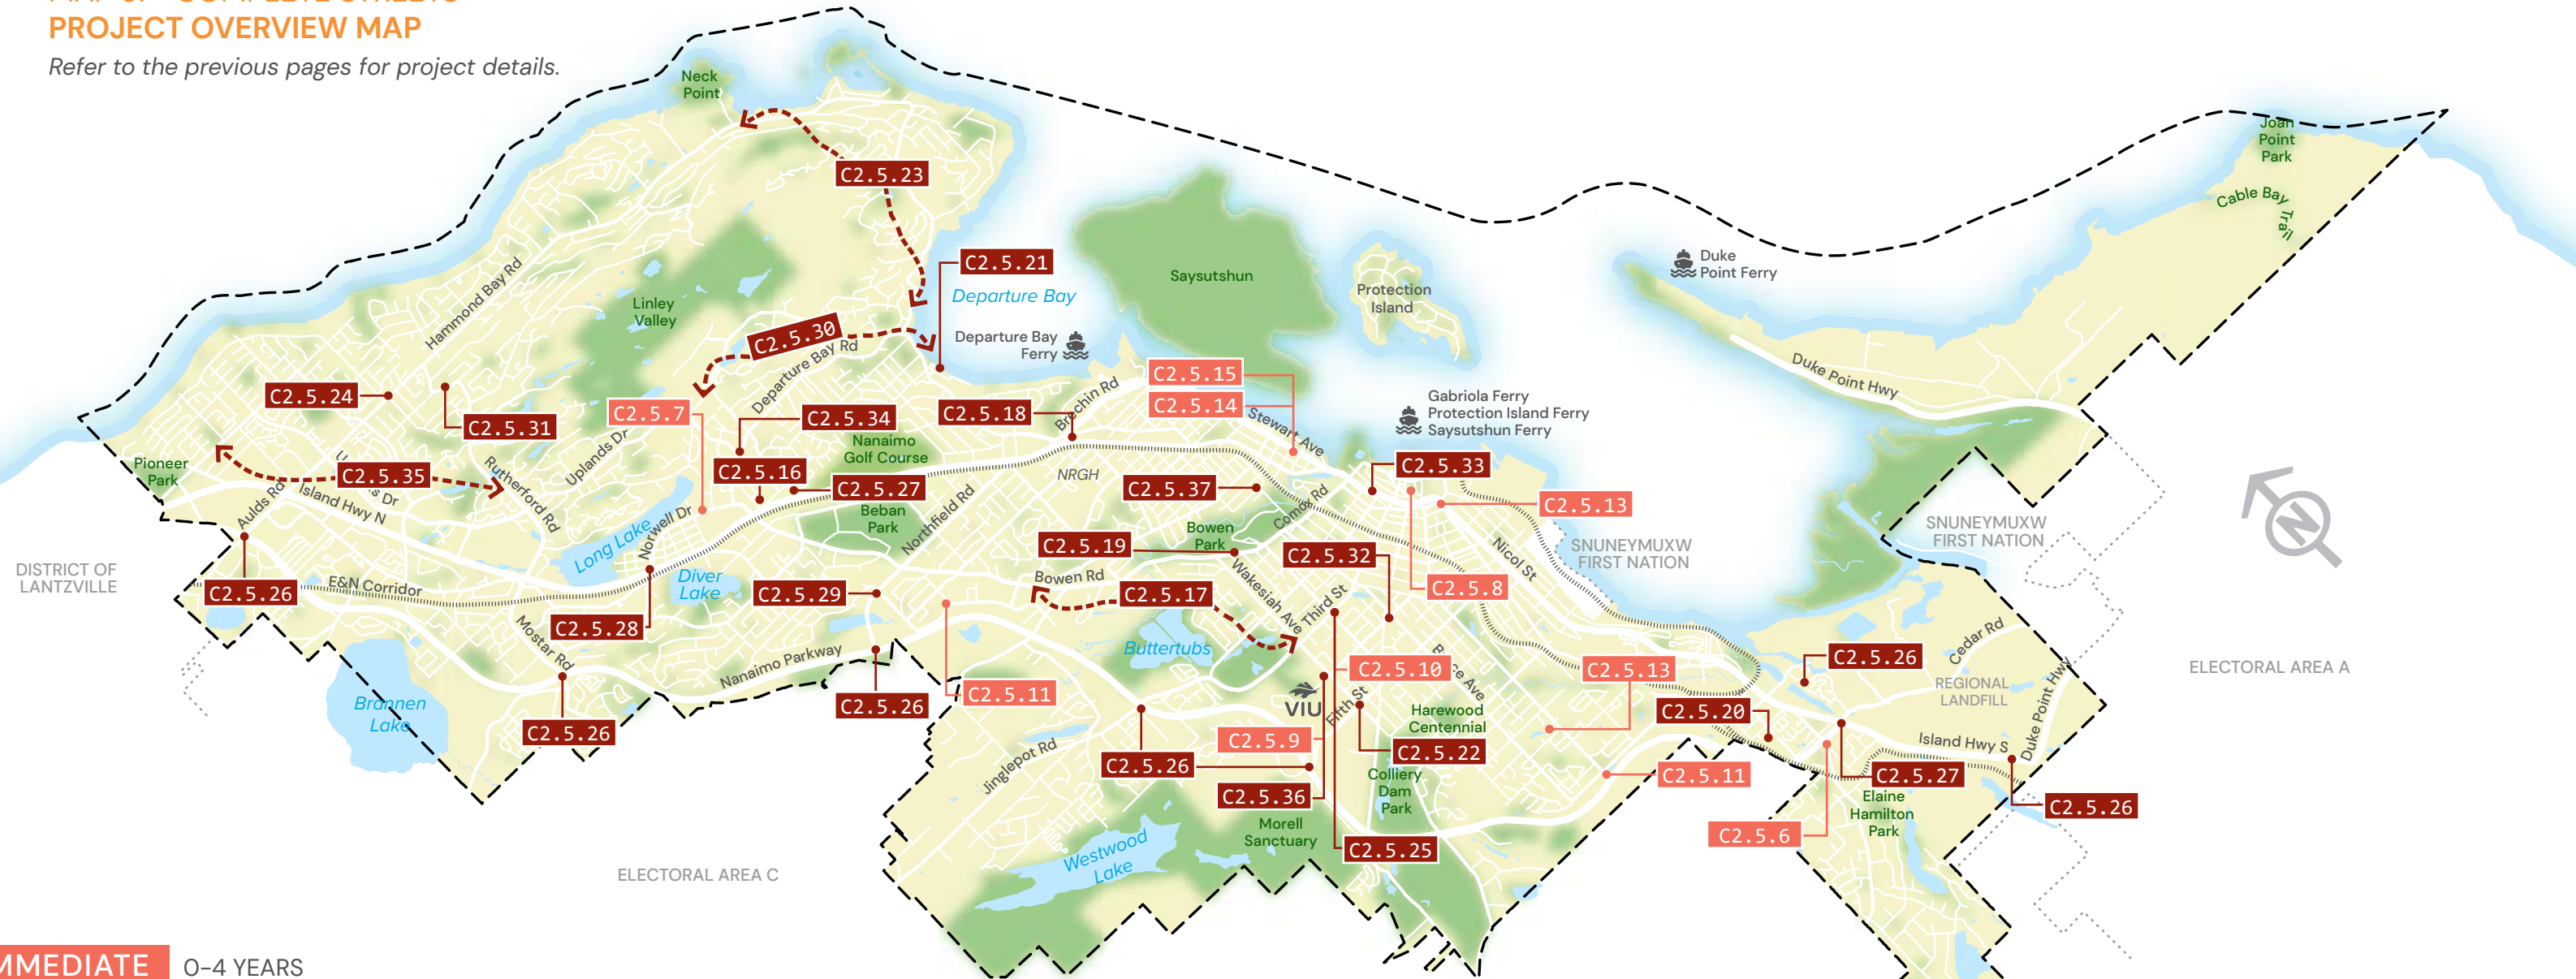 PROJECT OVERVIEW MAP
Refer to the previous pages for project details.
Neck
Point
C2.5.23
Joan
Point
Park
Cable Bay Trail
C2.5.21
Departure Bay
Saysutshun
Protection
Island
Duke
Point Ferry
Hammond Bay Rd
Linley
Valley
C2.5.30
Departure Bay Rd
Departure Bay
Ferry
Duke Point Hwy
C2.5.15
C2.5.14
Stewart Ave
Gabriola Ferry
Protection Island Ferry
Saysutshun Ferry
C2.5.24
C2.5.31
C2.5.7
C2.5.34
C2.5.18
Brechin Rd
Nanaimo
Golf Course
Uplands Dr
Pioneer
Park
C2.5.35
Rutherford Rd
C2.5.16
C2.5.27
NRGH
C2.5.37
C2.5.33
C2.5.13
Aulds Rd
Island Hwy N
Long Lake
Norwell Dr
Beban
Park
Northfield Rd
Bowen
Park
Comox Rd
C2.5.19
C2.5.32
Nicol St
SNUNEYMUXW
FIRST NATION
SNUNEYMUXW
FIRST NATION
N
DISTRICT OF
LANTZVILLE
C2.5.26
E&N Corridor
Diver
Lake
C2.5.29
Bowen Rd
C2.5.17
Wakesiah Ave
Third St
C2.5.8
C2.5.28
Mostar Rd
Nanaimo Parkway
Buttertubs
C2.5.10
C2.5.13
C2.5.26
Cedar Rd
ELECTORAL AREA A
Brannen
Lake
C2.5.26
C2.5.26
C2.5.11
VIU
Fifth St
Harewood
Centennial
C2.5.20
REGIONAL
LANDFILL
Duke Point Hwy
Jinglepot Rd
C2.5.9
C2.5.22
Island Hwy S
C2.5.26
C2.5.36
Colliery
Dam
Park
C2.5.11
C2.5.27
Elaine
Hamilton
Park
C2.5.26
C2.5.6
Morell
Sanctuary
C2.5.25
Westwood
Lake
ELECTORAL AREA C
0-4 YEARS